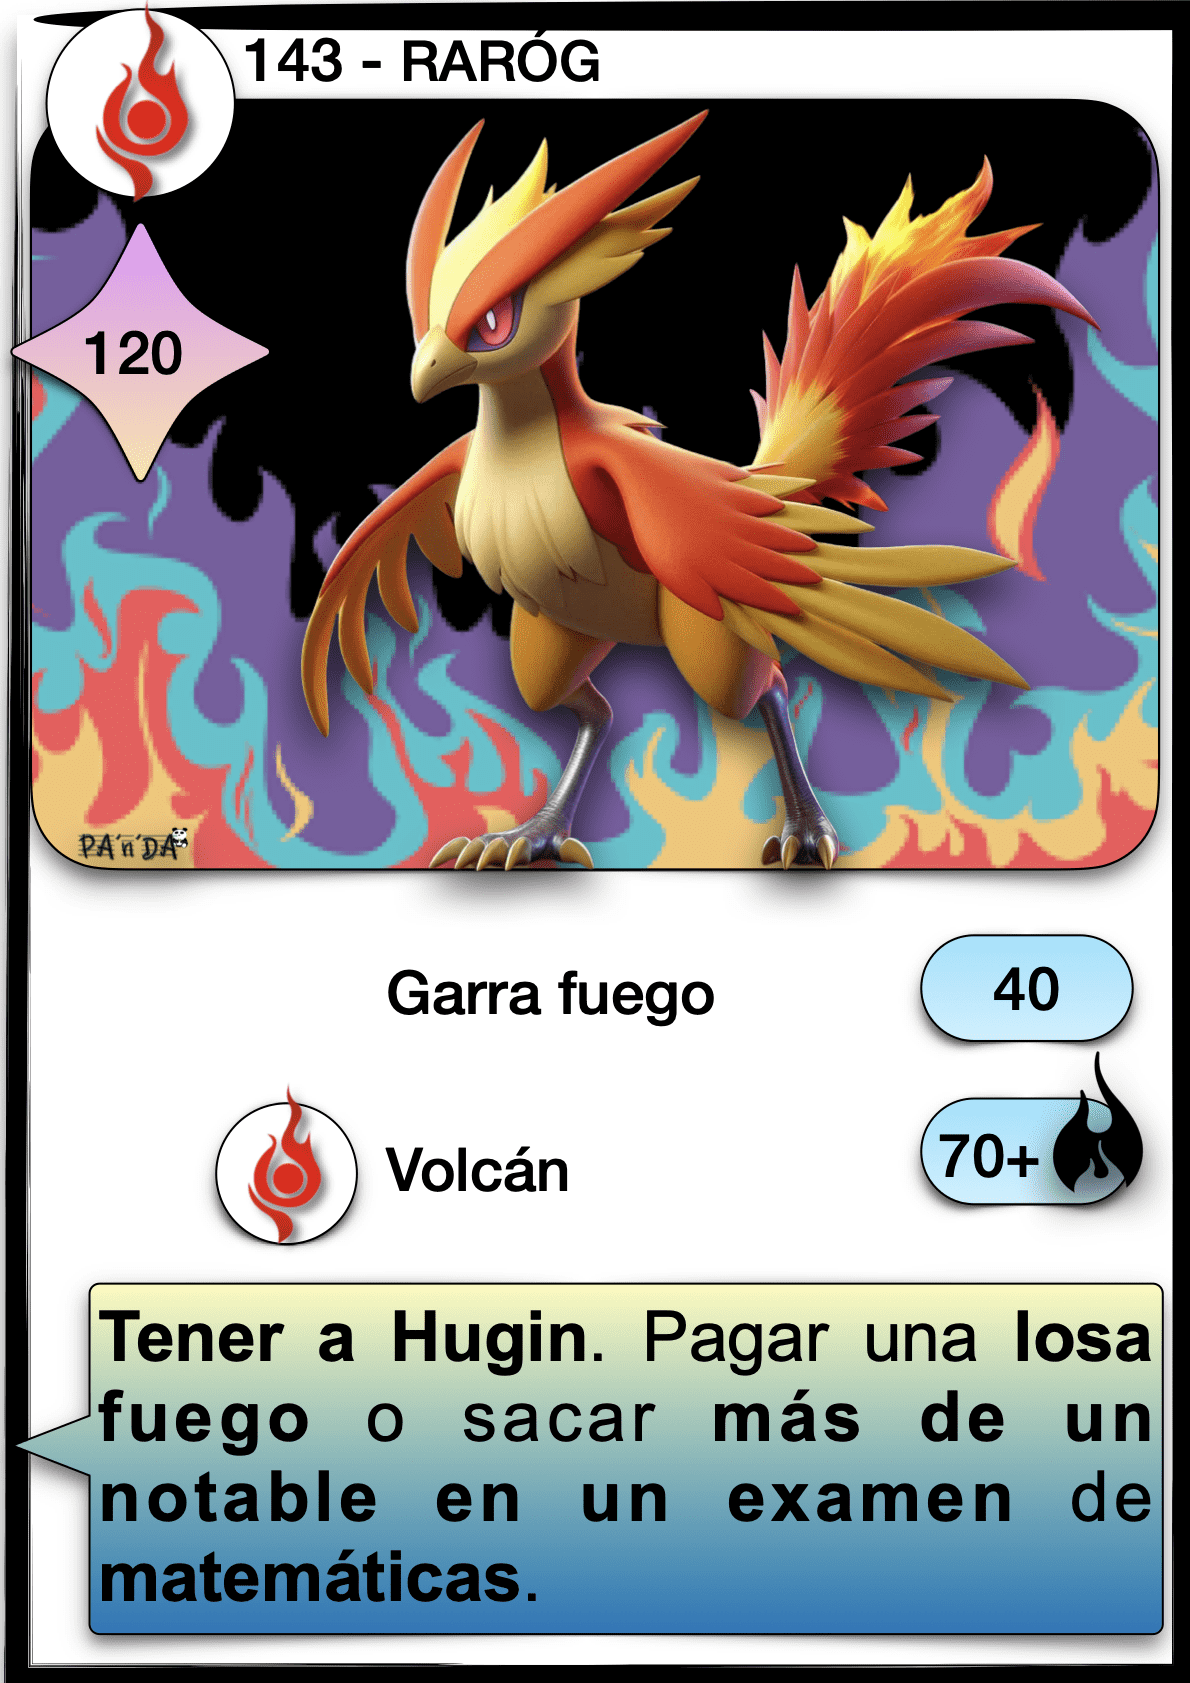 143 - RARÓG
120
PA'n'DA
Garra fuego
40
Volcán
70+
Tener a Hugin. Pagar una losa
fuego o sacar más de un
notable en un examen de
matemáticas.